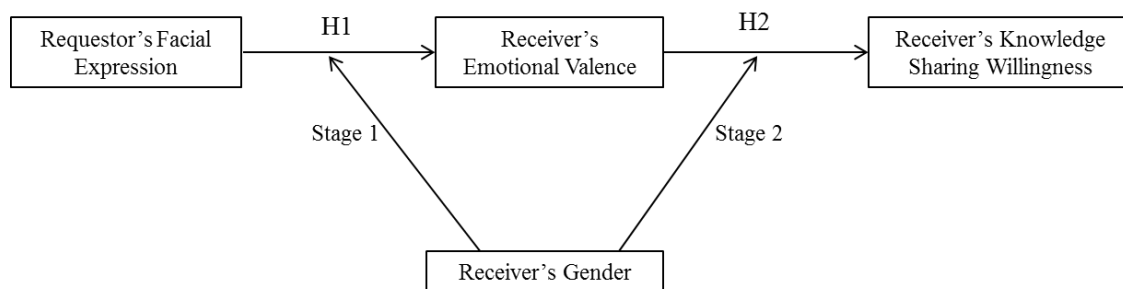 H1
H2
Requestor’s Facial
Expression
Receiver’s
Emotional Valence
Receiver’s Knowledge
Sharing Willingness
Stage 1
Stage 2
Receiver’s Gender